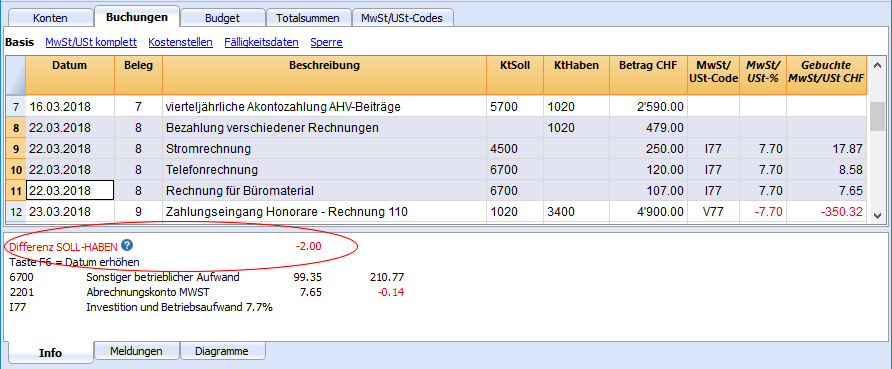 Konten Buchungen Budget Totalsummen MwSt/USt-Codes
Basis MwSt/USt komplett Kostenstellen Fälligkeitsdaten Sperre
Datum Beleg Beschreibung KtSoll KtHaben Betrag CHF MwSt/ USt-Code MwSt/ USt-% Gebuchte MwSt/USt CHF
7 16.03.2018 7 vierteljährliche Akontozahlung AHV-Beiträge 5700 1020 2'590.00
8 22.03.2018 8 Bezahlung verschiedener Rechnungen 1020 479.00
9 22.03.2018 8 Stromrechnung 4500 250.00 I77 7.70 17.87
10 22.03.2018 8 Telefonrechnung 6700 120.00 I77 7.70 8.58
11 22.03.2018 8 Rechnung für Büromaterial 6700 107.00 I77 7.70 7.65
12 23.03.2018 9 Zahlungseingang Honorare - Rechnung 110 1020 3400 4'900.00 V77 -7.70 -350.32
Differenz SOLL-HABEN ? -2.00
Taste F6 = Datum erhöhen
6700 Sonstiger betrieblicher Aufwand 99.35 210.77
2201 Abrechnungskonto MWST 7.65 -0.14
I77 Investition und Betriebsaufwand 7.7%
Info Meldungen Diagramme